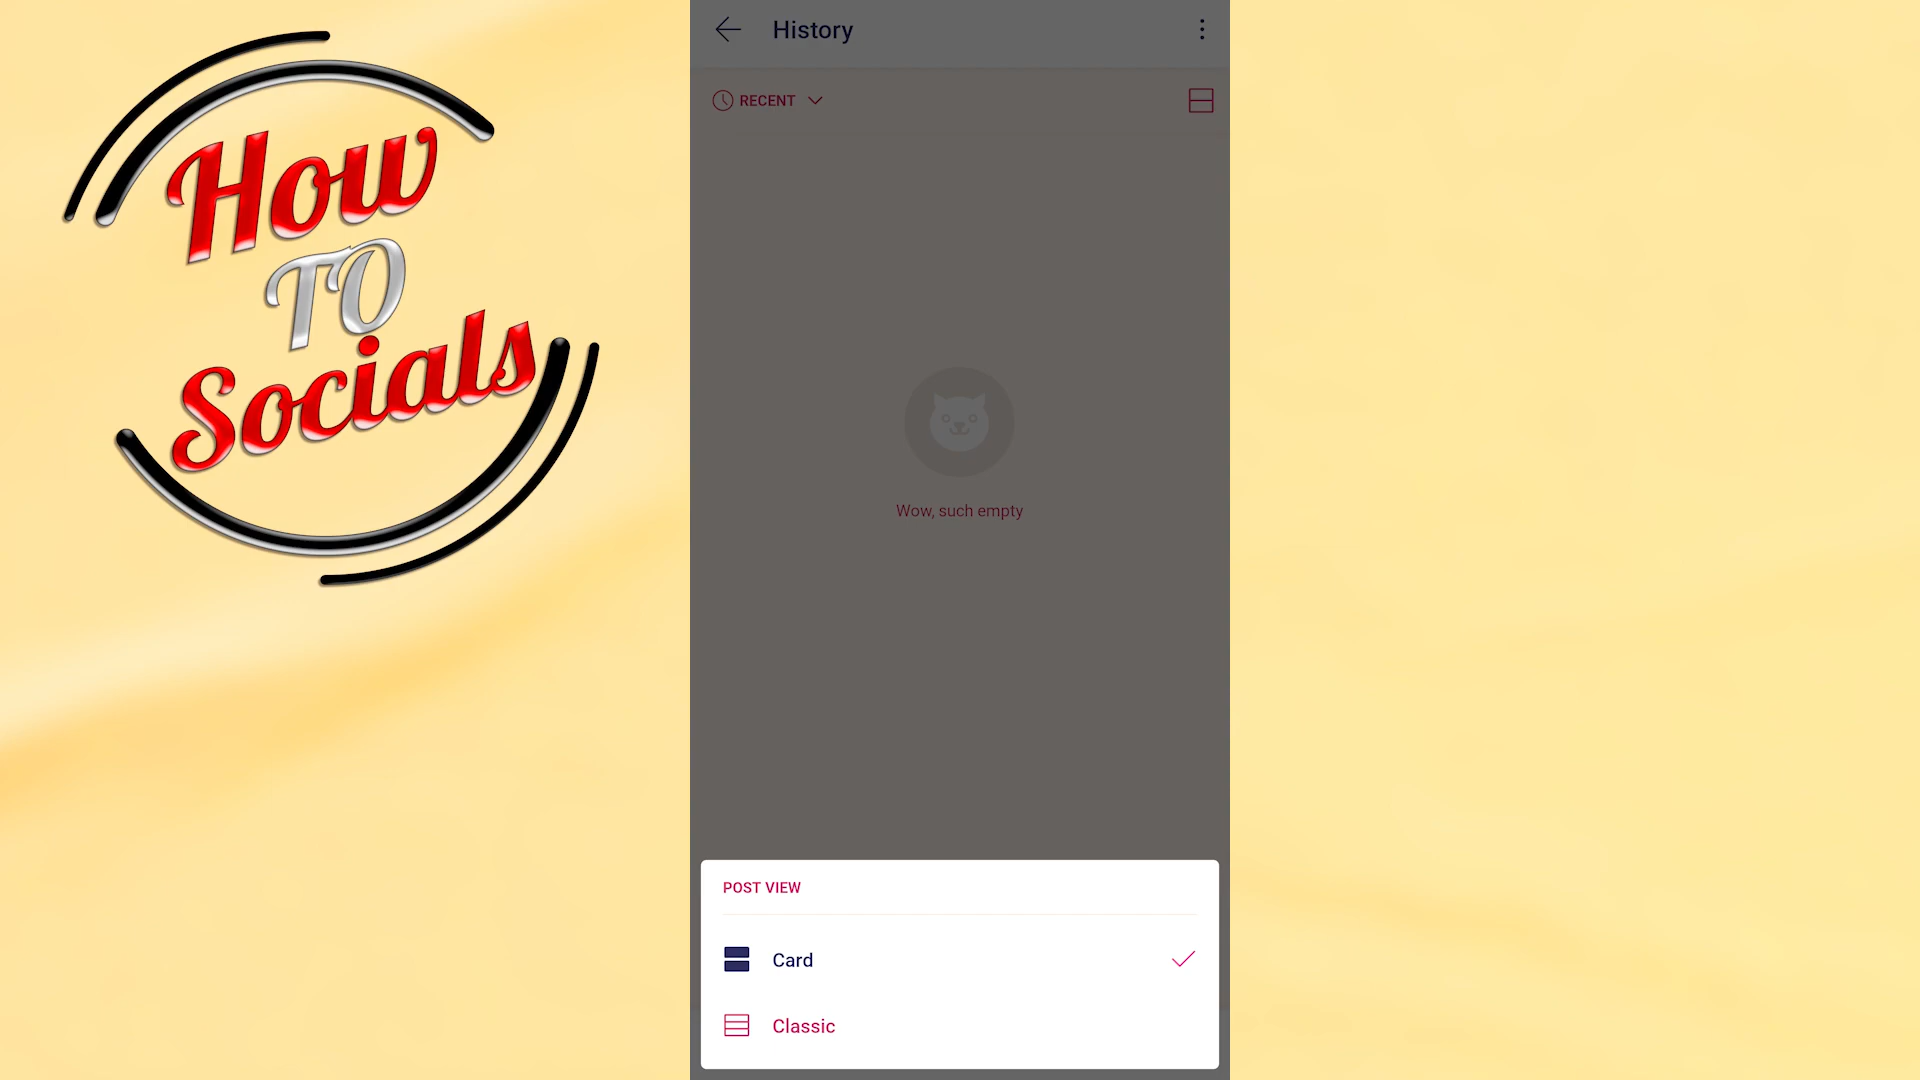 How
TO
Socials
History
RECENT
Wow, such empty
POST VIEW
Card
Classic